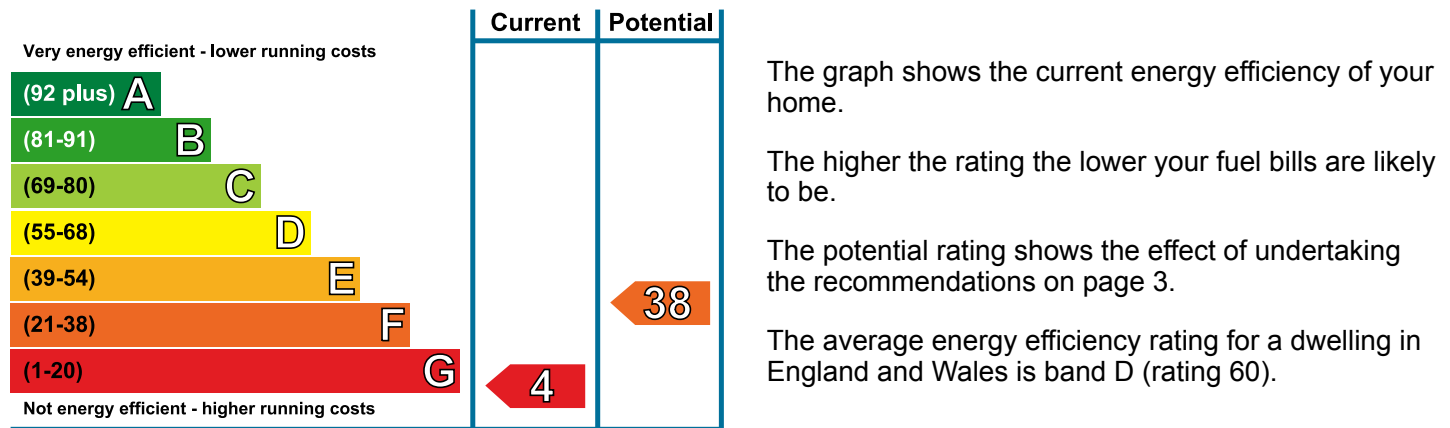 Current Potential
Very energy efficient - lower running costs
(92 plus) A
(81-91) B
(69-80) C
(55-68) D
(39-54) E
(21-38) F
(1-20) G
Not energy efficient - higher running costs
38
4
The graph shows the current energy efficiency of your
home.
The higher the rating the lower your fuel bills are likely
to be.
The potential rating shows the effect of undertaking
the recommendations on page 3.
The average energy efficiency rating for a dwelling in
England and Wales is band D (rating 60).